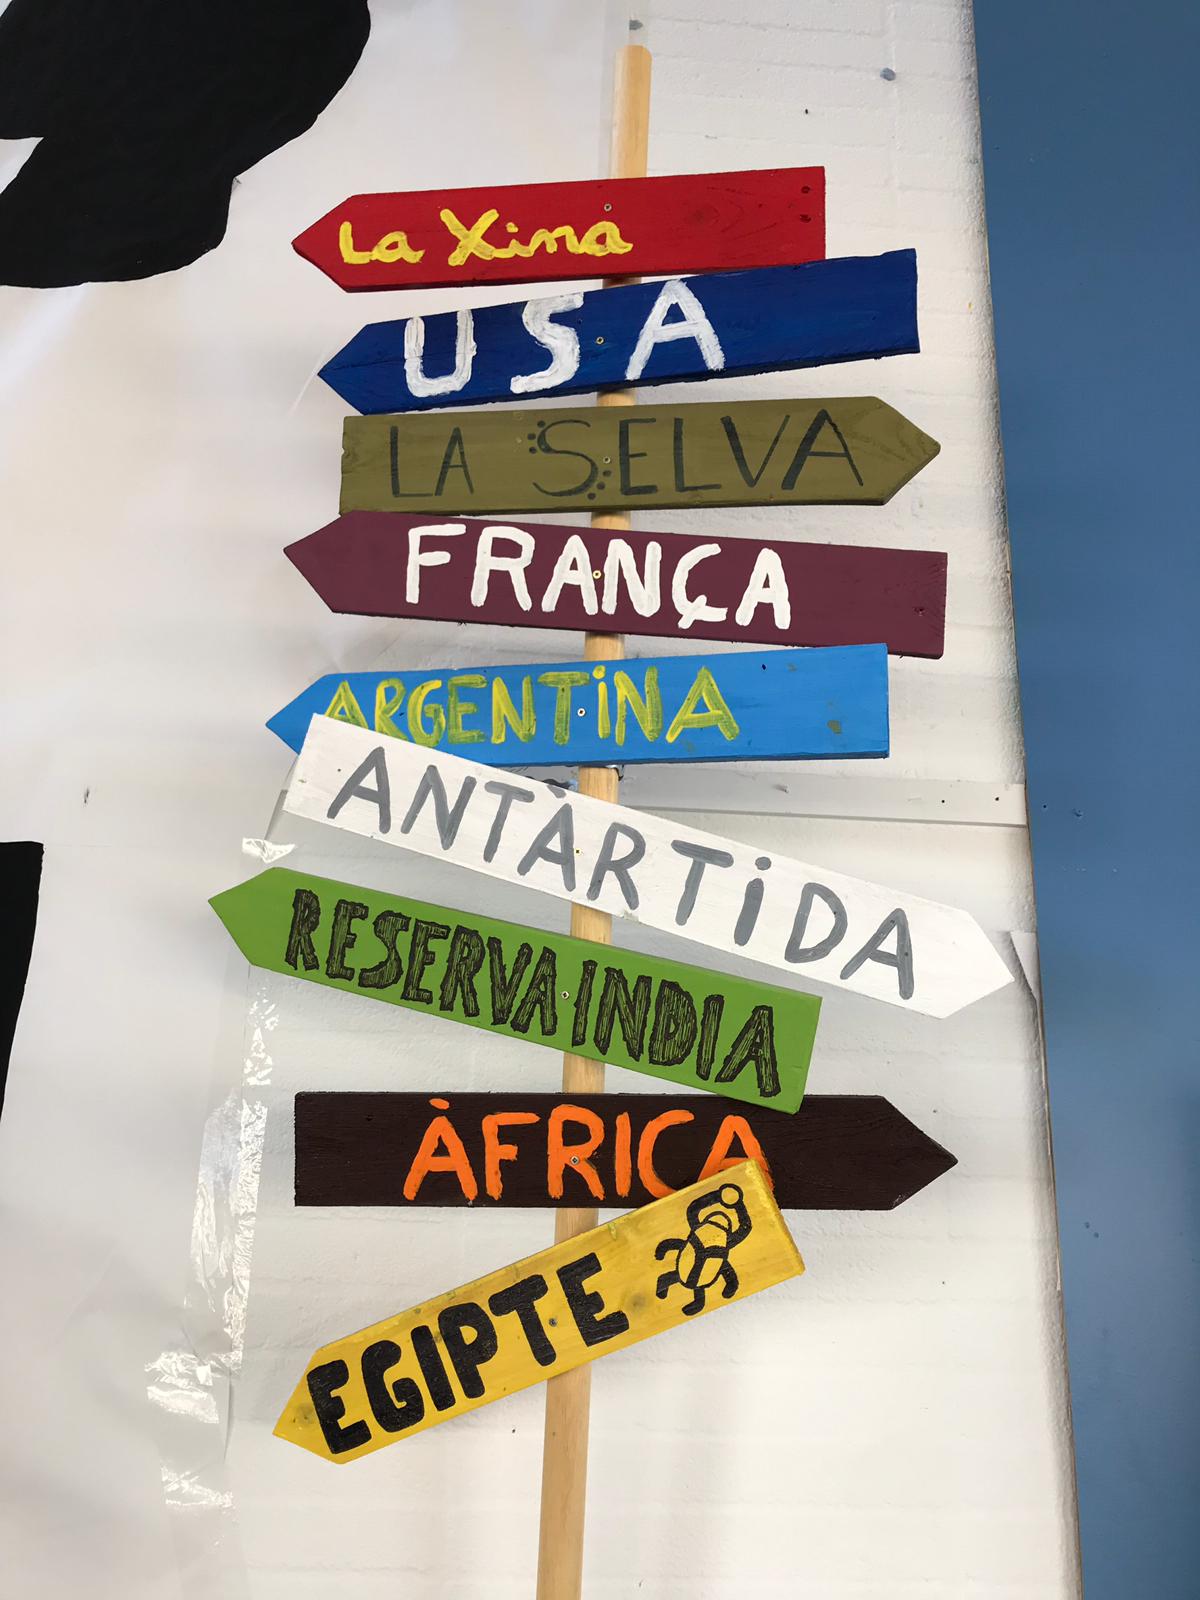 La Xina
USA
LA SELVA
FRANÇA
ARGENTiNA
ANTÀRTiDA
RESERVA INDIA
ÀFRICA
EGIPTE